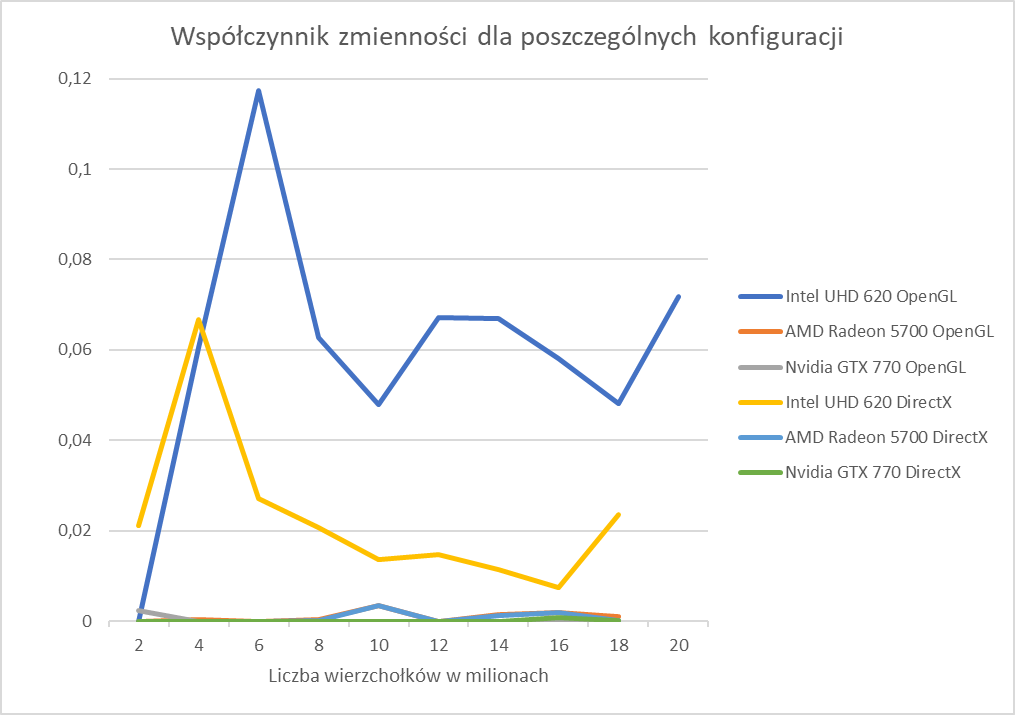 Współczynnik zmienności dla poszczególnych konfiguracji
0,12
0,1
0,08
0,06
0,04
0,02
0
2 4 6 8 10 12 14 16 18 20
Liczba wierzchołków w milionach
Intel UHD 620 OpenGL
AMD Radeon 5700 OpenGL
Nvidia GTX 770 OpenGL
Intel UHD 620 DirectX
AMD Radeon 5700 DirectX
Nvidia GTX 770 DirectX